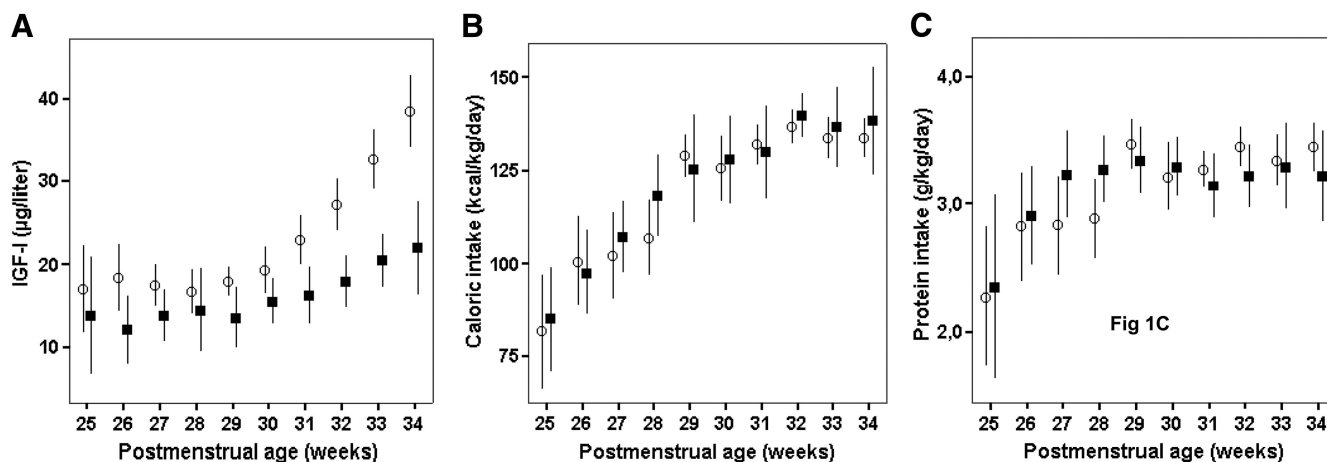 A
IGF-I (µg/liter)
40
30
20
10
25 26 27 28 29 30 31 32 33 34
Postmenstrual age (weeks)
B
Caloric intake (kcal/kg/day)
150
125
100
75
25 26 27 28 29 30 31 32 33 34
Postmenstrual age (weeks)
C
Protein intake (g/kg/day)
4,0
3,0
2,0
Fig 1C
25 26 27 28 29 30 31 32 33 34
Postmenstrual age (weeks)